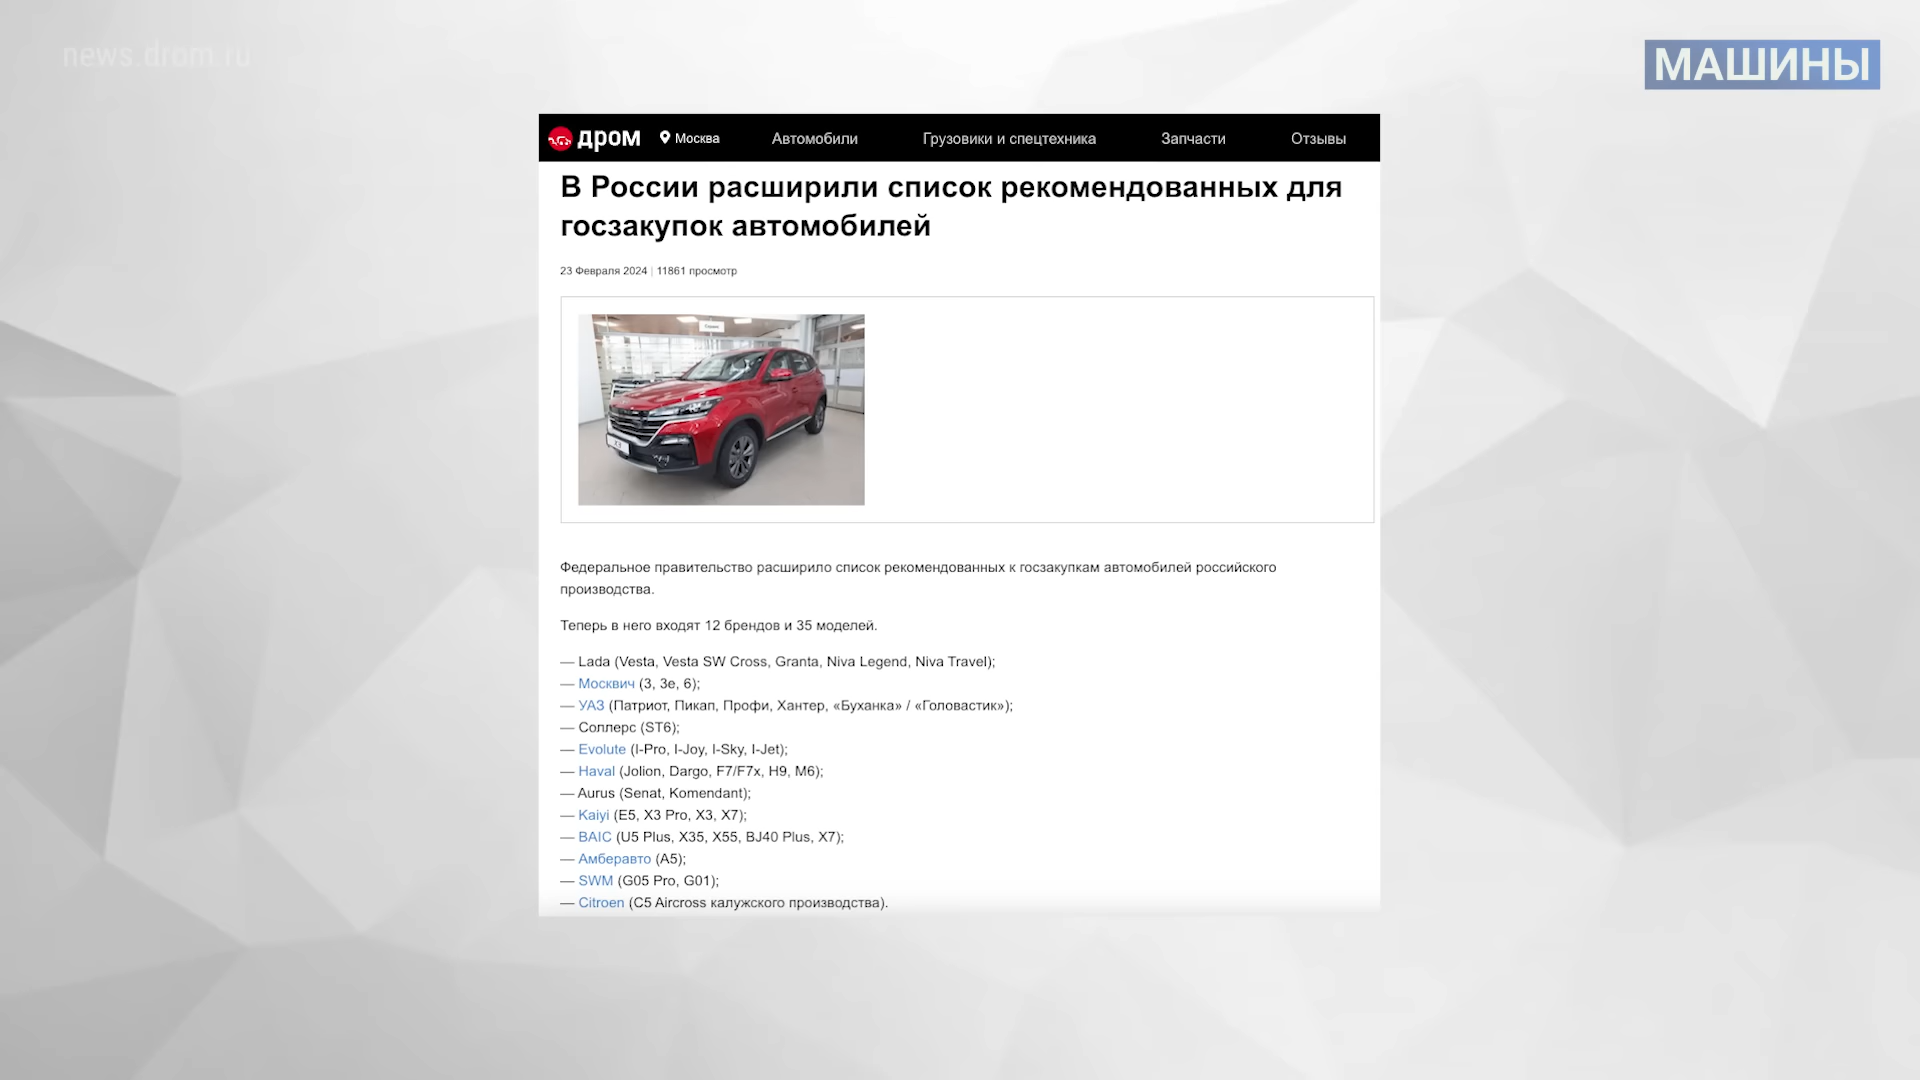 news.drom.ru
МАШИНЫ
дром Москва Автомобили Грузовики и спецтехника Запчасти Отзывы
В России расширили список рекомендованных для
госзакупок автомобилей
23 Февраля 2024 | 11861 просмотр
Федеральное правительство расширило список рекомендованных к госзакупкам автомобилей российского
производства.
Теперь в него входят 12 брендов и 35 моделей.
— Lada (Vesta, Vesta SW Cross, Granta, Niva Legend, Niva Travel);
— Москвич (3, 3е, 6);
— УАЗ (Патриот, Пикап, Профи, Хантер, «Буханка» / «Головастик»);
— Соллерс (ST6);
— Evolute (I-Pro, I-Joy, I-Sky, I-Jet);
— Haval (Jolion, Dargo, F7/F7x, H9, M6);
— Aurus (Senat, Komendant);
— Kaiyi (E5, X3 Pro, X3, X7);
— BAIC (U5 Plus, X35, X55, BJ40 Plus, X7);
— Амберавто (А5);
— SWM (G05 Pro, G01);
— Citroen (C5 Aircross калужского производства).